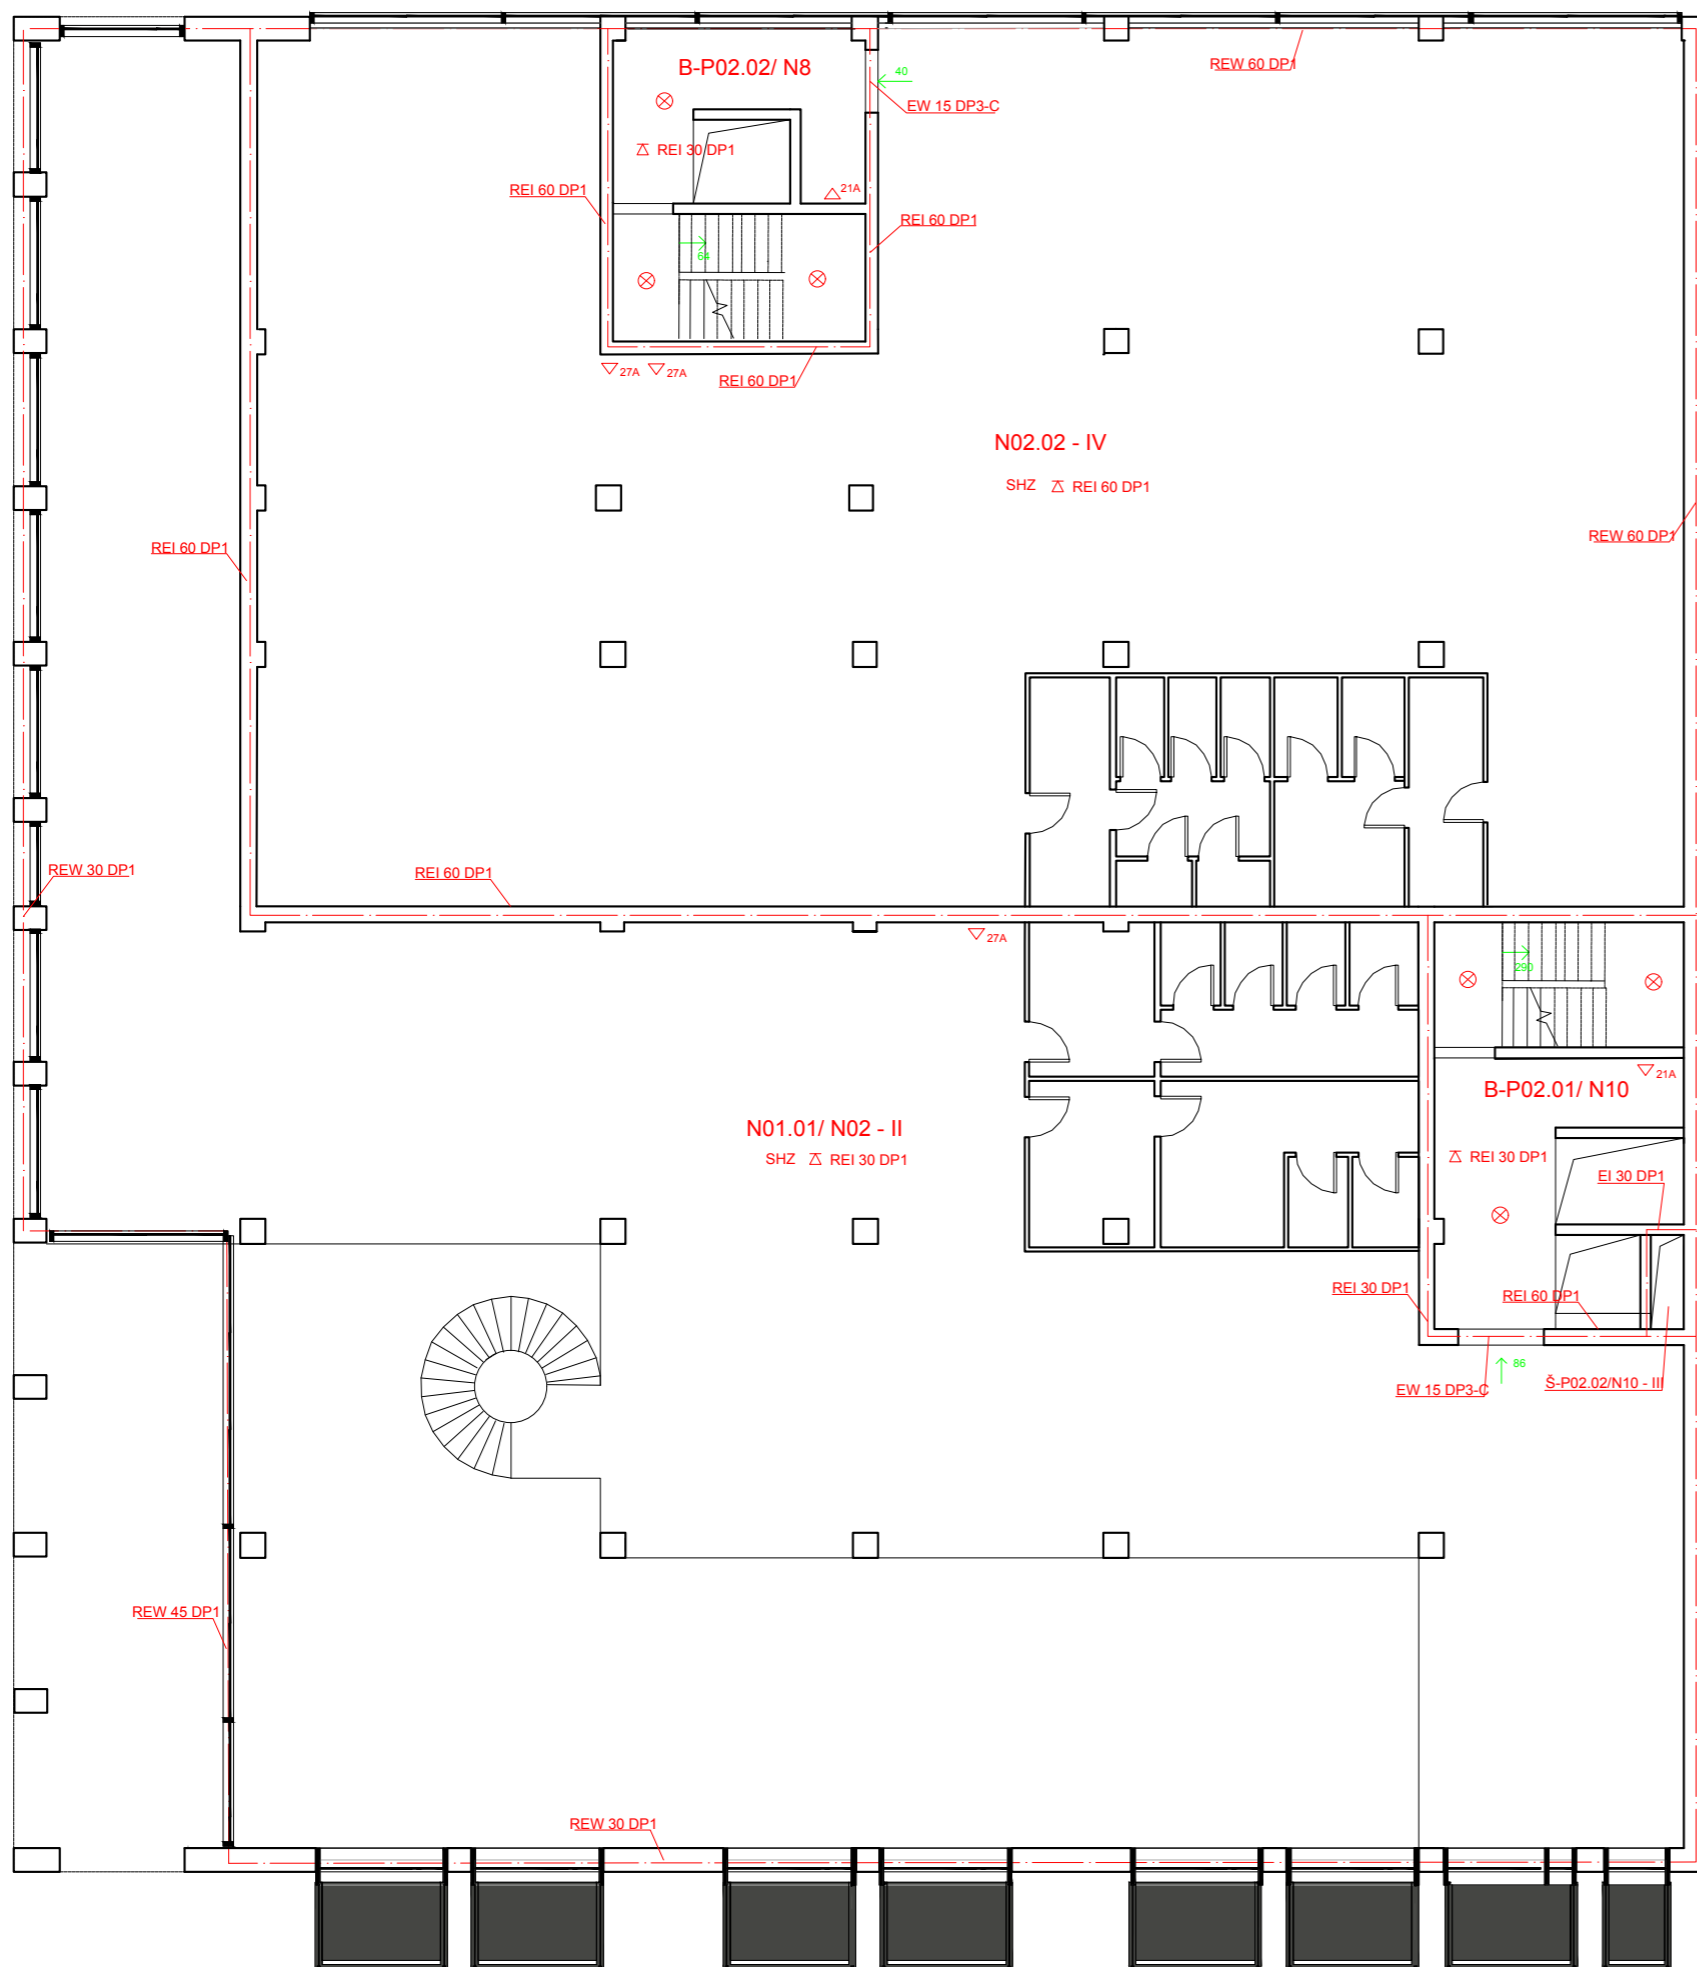 B-P02.02/ N8
40
REW 60 DP1
EW 15 DP3-C
REI 30 DP1
REI 60 DP1
21A
REI 60 DP1
64
27A
27A
REI 60 DP1
N02.02 - IV
SHZ REI 60 DP1
REI 60 DP1
REW 60 DP1
REW 30 DP1
REI 60 DP1
27A
290
21A
B-P02.01/ N10
N01.01/ N02 - II
SHZ REI 30 DP1
REI 30 DP1
EI 30 DP1
REI 30 DP1
REI 60 DP1
86
EW 15 DP3-C
Š-P02.02/N10 - III
REW 45 DP1
REW 30 DP1